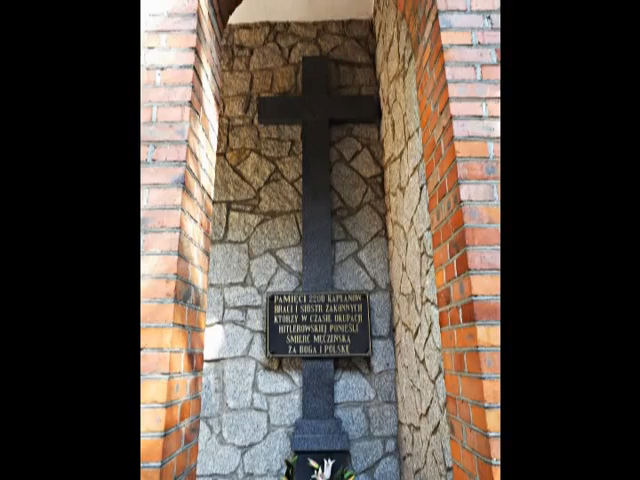 PAMIĘCI 2200 KAPŁANÓW
BRACI I SIÓSTR ZAKONNYCH
KTÓRZY W CZASIE OKUPACJI
HITLEROWSKIEJ PONIEŚLI
ŚMIERĆ MĘCZEŃSKĄ
ZA BOGA I POLSKĘ